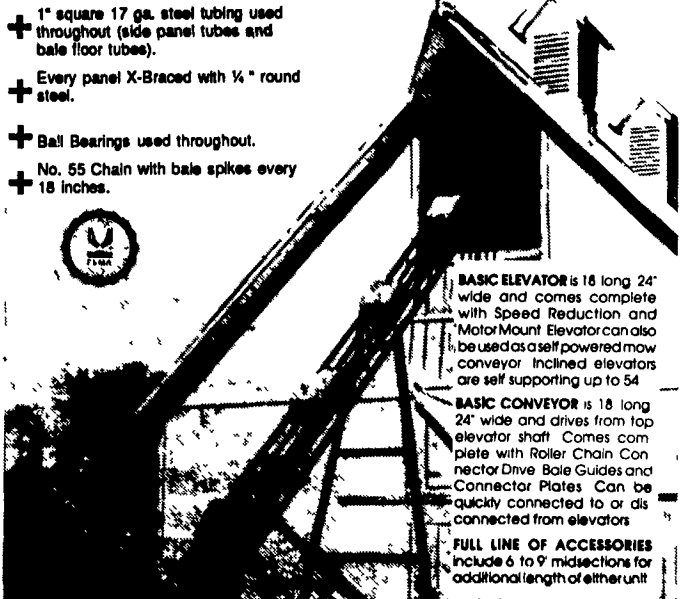 1" square 17 ga. steel tubing used
throughout (side panel tubes and
bale floor tubes).
Every panel X-Braced with ¼" round
steel.
Ball Bearings used throughout.
No. 55 Chain with bale spikes every
18 inches.
BASIC ELEVATOR is 18 long 24"
wide and comes complete
with Speed Reduction and
Motor Mount Elevator can also
be used as a self powered mow
conveyor Inclined elevators
are self supporting up to 54
BASIC CONVEYOR is 18 long
24" wide and drives from top
elevator shaft Comes com
plete with Roller Chain Con
nector Drive Bale Guides and
Connector Plates Can be
quickly connected to or dis
connected from elevators
FULL LINE OF ACCESSORIES
include 6 to 9' midsections for
additional length of either unit